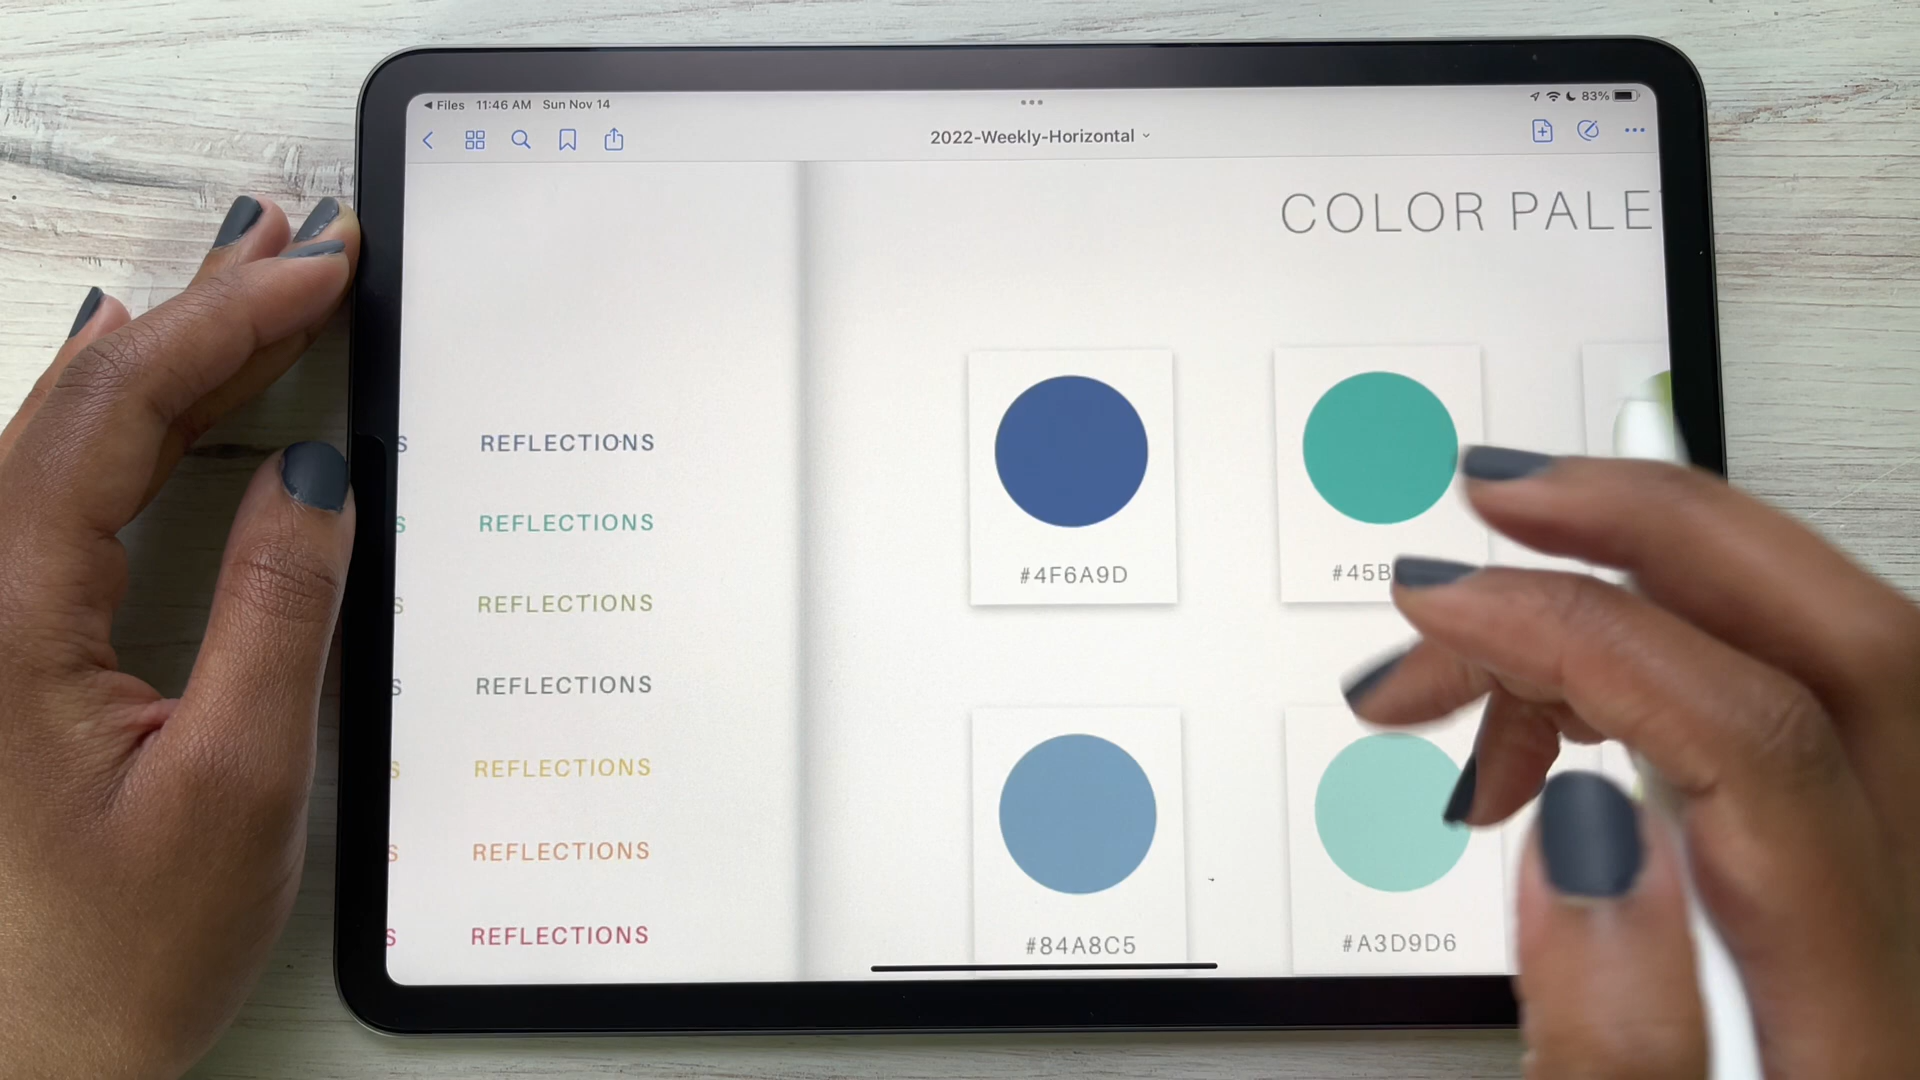 Files 11:46 AM Sun Nov 14
83%
2022-Weekly-Horizontal
COLOR PALE
S REFLECTIONS
S REFLECTIONS
S REFLECTIONS
S REFLECTIONS
S REFLECTIONS
S REFLECTIONS
S REFLECTIONS
#4F6A9D
#45B
#84A8C5
#A3D9D6